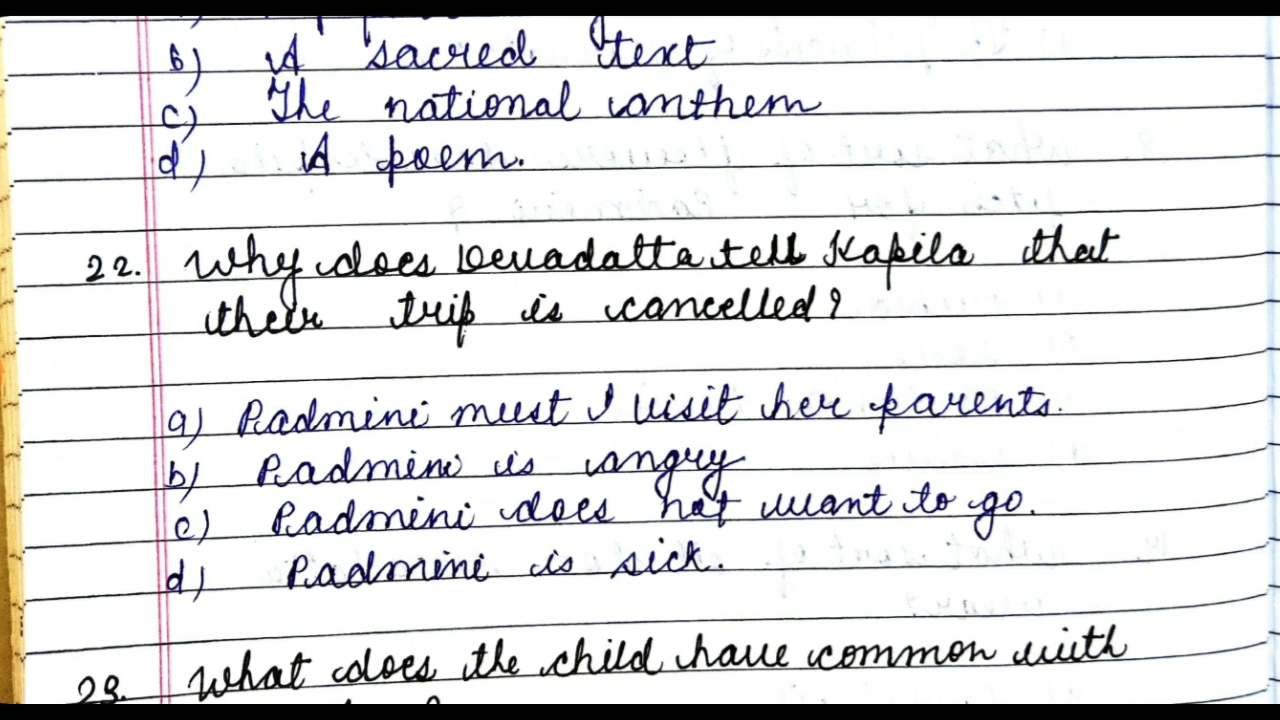 b) A sacred text
c) The national anthem
d) A poem.
22. Why does Devadatta tell Kapila that
their trip is cancelled?
a) Padmini must I visit her parents.
b) Padmini is angry
c) Padmini does not want to go.
d) Padmini is sick.
23. What does the child have common with